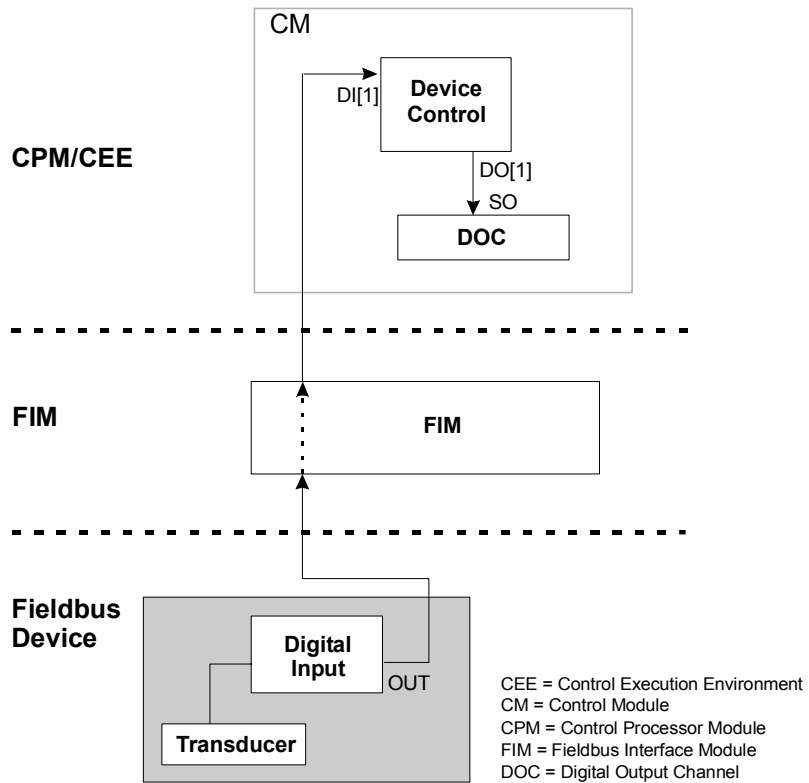 CM
DI[1]
Device
Control
CPM/CEE
DO[1]
SO
DOC
FIM
FIM
Fieldbus
Device
Digital
Input
OUT
Transducer
CEE = Control Execution Environment
CM = Control Module
CPM = Control Processor Module
FIM = Fieldbus Interface Module
DOC = Digital Output Channel